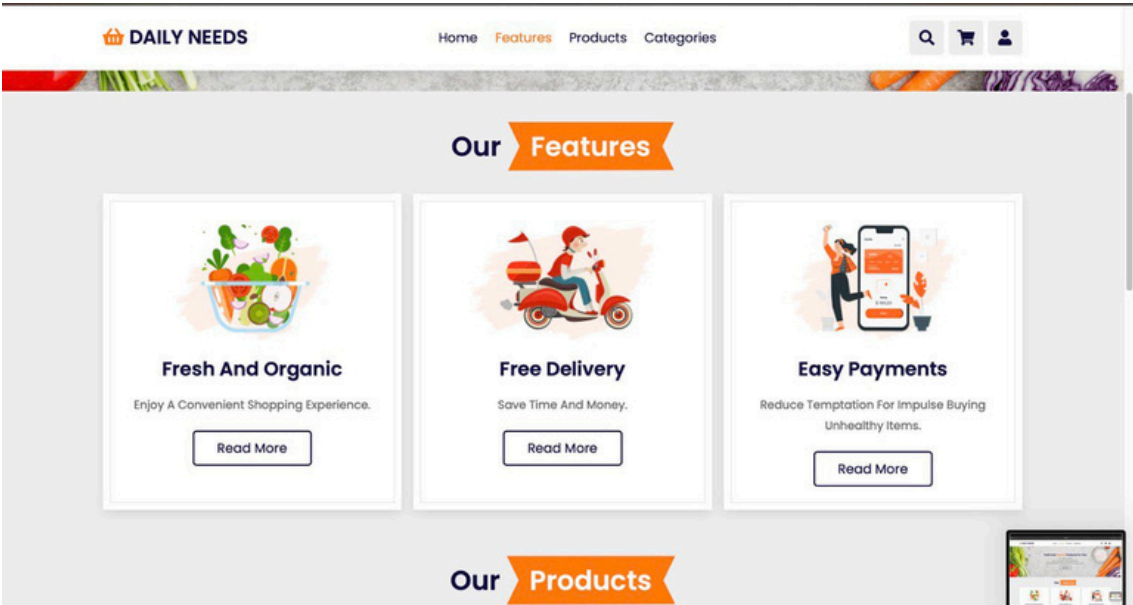 DAILY NEEDS
Home Features Products Categories
Our Features
Fresh And Organic
Enjoy A Convenient Shopping Experience.
Read More
Free Delivery
Save Time And Money.
Read More
Easy Payments
Reduce Temptation For Impulse Buying
Unhealthy Items.
Read More
Our Products